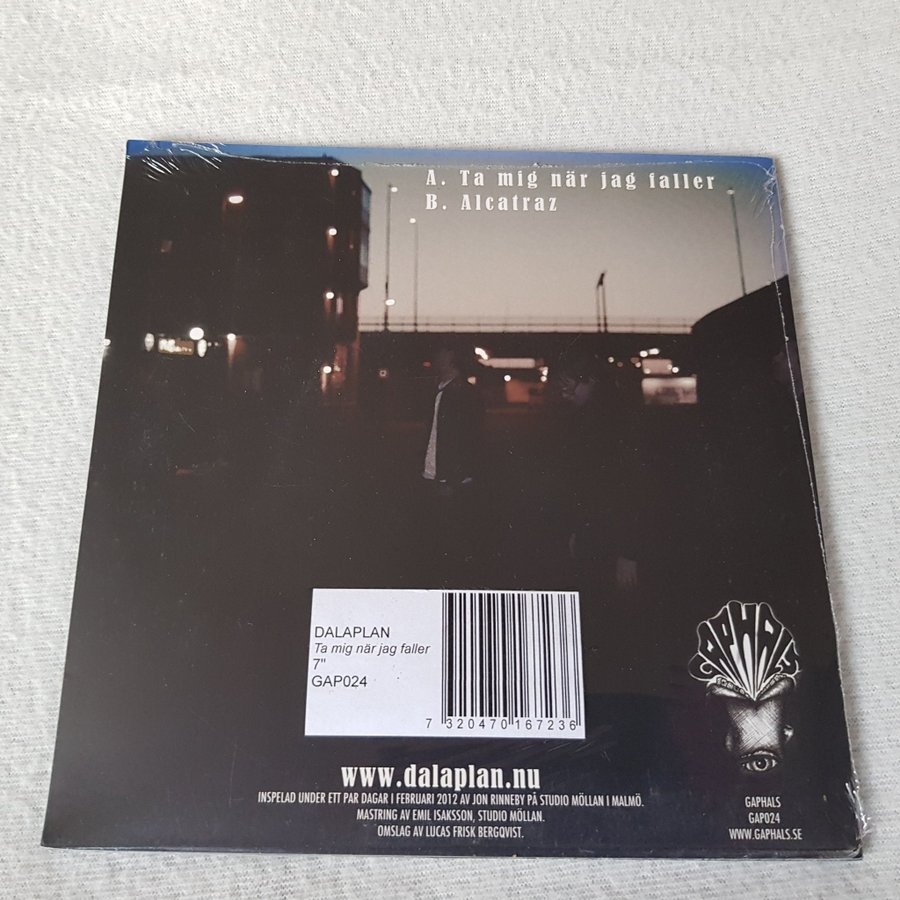 A. Ta mig när jag faller
B. Alcatraz
DALAPLAN
Ta mig när jag faller
7"
GAP024
7 320470 167236
GAPHALS
www.dalaplan.nu
INSPELAD UNDER ETT PAR DAGAR I FEBRUARI 2012 AV JON RINNEBY PÅ STUDIO MÖLLAN I MALMÖ.
MASTRING AV EMIL ISAKSSON, STUDIO MÖLLAN.
OMSLAG AV LUCAS FRISK BERGQVIST.
GAPHALS
GAP024
WWW.GAPHALS.SE